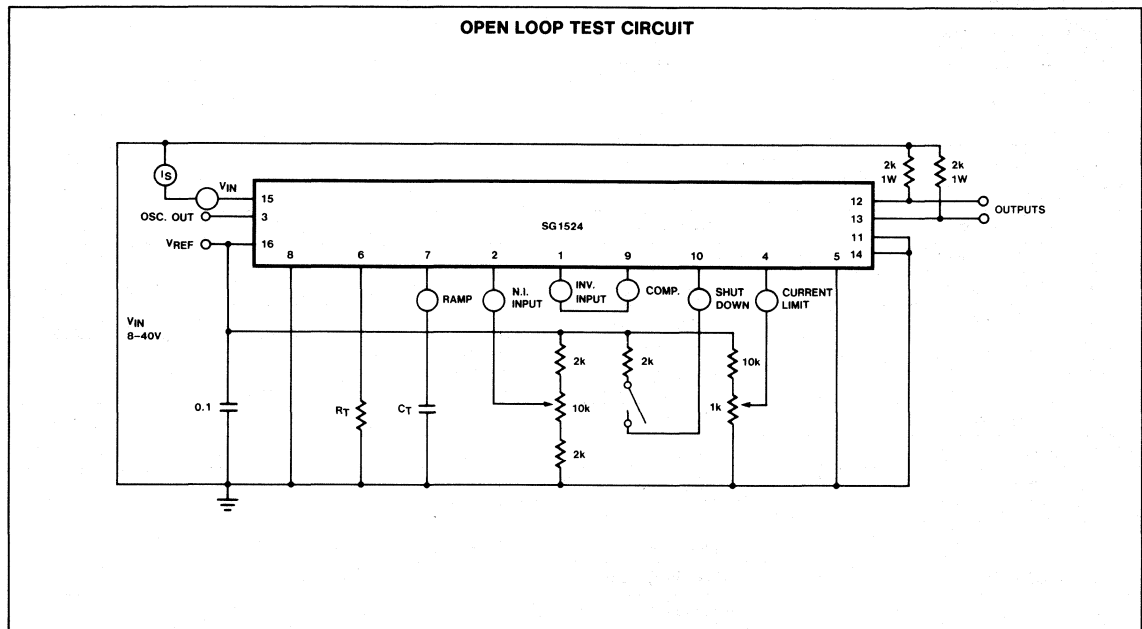 OPEN LOOP TEST CIRCUIT
IS
VIN
OSC. OUT
VREF
15
3
16
SG1524
12
13
11
14
2k
1W
2k
1W
OUTPUTS
8
6
7
2
1
9
10
4
5
RAMP
N.I.
INPUT
INV.
INPUT
COMP.
SHUT
DOWN
CURRENT
LIMIT
VIN
8–40V
0.1
RT
CT
2k
10k
2k
2k
10k
1k